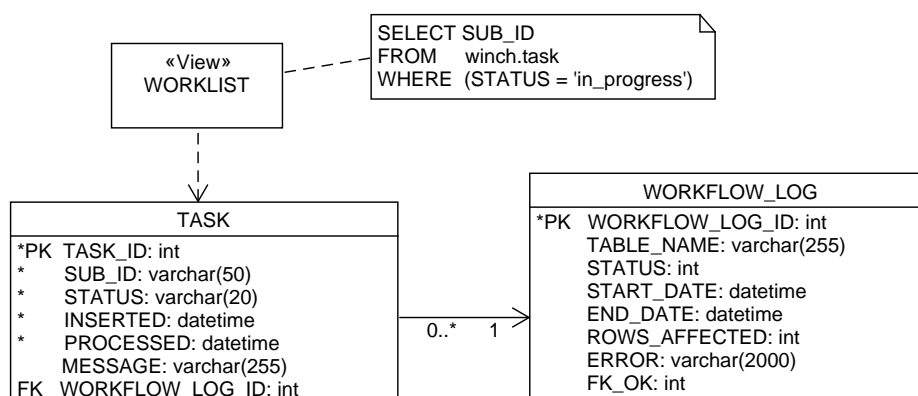 «View»
WORKLIST
SELECT SUB_ID
FROM winch.task
WHERE (STATUS = 'in_progress')
TASK
*PK TASK_ID: int
* SUB_ID: varchar(50)
* STATUS: varchar(20)
* INSERTED: datetime
* PROCESSED: datetime
MESSAGE: varchar(255)
FK WORKFLOW_LOG_ID: int
0..* 1
WORKFLOW_LOG
*PK WORKFLOW_LOG_ID: int
TABLE_NAME: varchar(255)
STATUS: int
START_DATE: datetime
END_DATE: datetime
ROWS_AFFECTED: int
ERROR: varchar(2000)
FK_OK: int